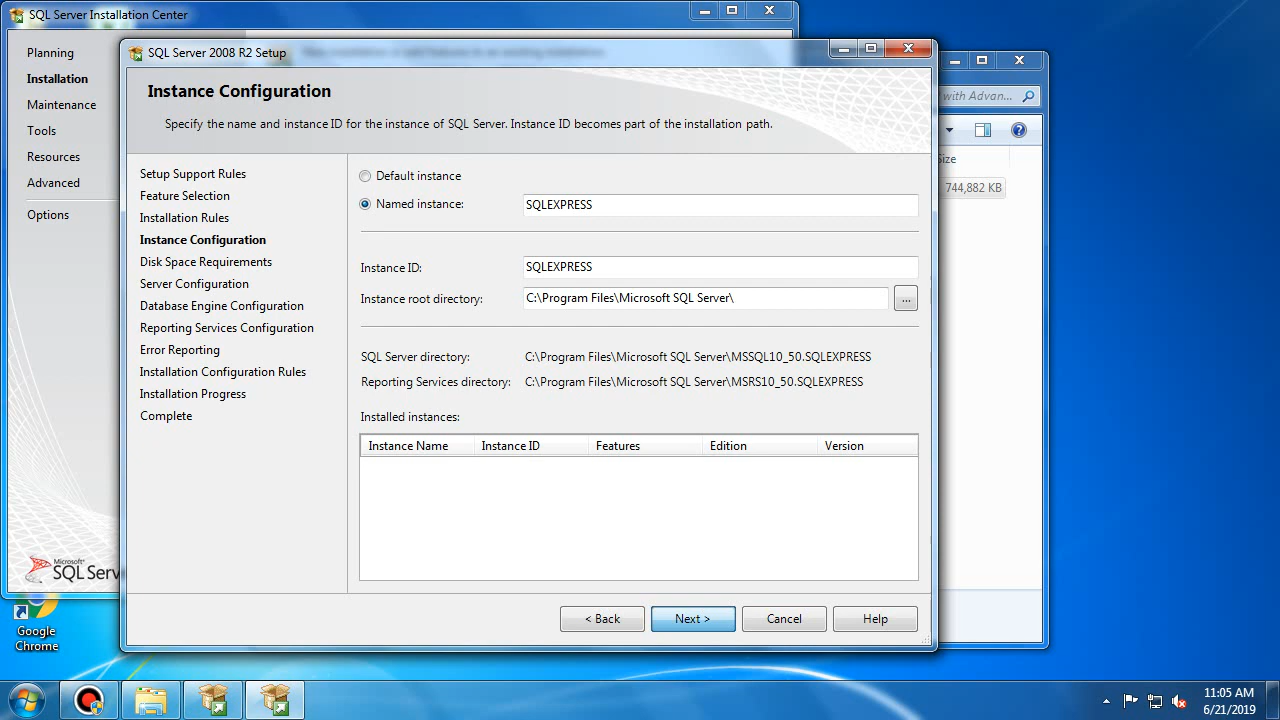 SQL Server Installation Center
Planning
Installation
Maintenance
Tools
Resources
Advanced
Options
Microsoft
SQL Serv
SQL Server 2008 R2 Setup
Instance Configuration
Specify the name and instance ID for the instance of SQL Server. Instance ID becomes part of the installation path.
Setup Support Rules
Feature Selection
Installation Rules
Instance Configuration
Disk Space Requirements
Server Configuration
Database Engine Configuration
Reporting Services Configuration
Error Reporting
Installation Configuration Rules
Installation Progress
Complete
Default instance
Named instance: SQLEXPRESS
Instance ID: SQLEXPRESS
Instance root directory: C:\Program Files\Microsoft SQL Server\ ...
SQL Server directory: C:\Program Files\Microsoft SQL Server\MSSQL10_50.SQLEXPRESS
Reporting Services directory: C:\Program Files\Microsoft SQL Server\MSRS10_50.SQLEXPRESS
Installed instances:
Instance Name Instance ID Features Edition Version
< Back Next > Cancel Help
with Advan...
Size
744,882 KB
Google
Chrome
11:05 AM
6/21/2019